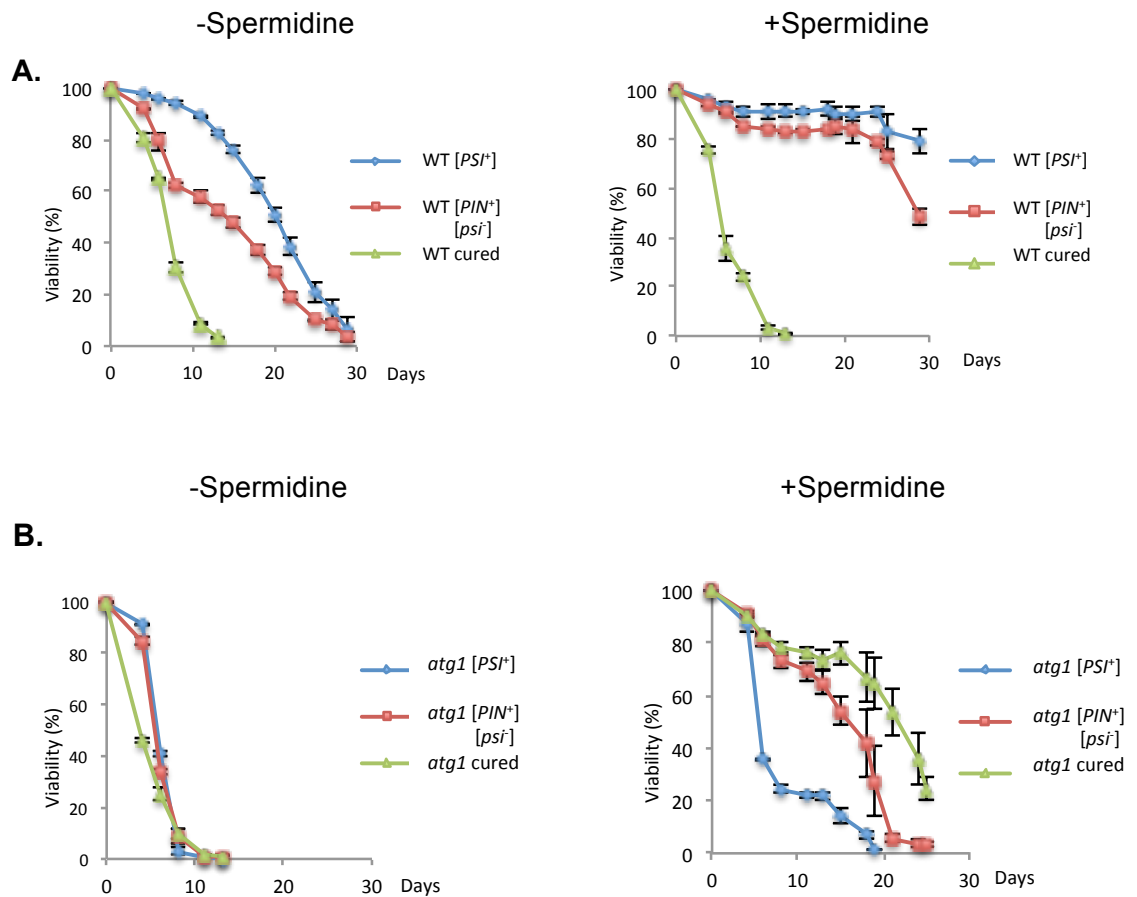 -Spermidine
+Spermidine
A.
100
80
60
40
20
0
Viability (%)
0
10
20
30
Days
WT [PSI⁺]
WT [PIN⁺]
[psi⁻]
WT cured
100
80
60
40
20
0
Viability (%)
0
10
20
30
Days
WT [PSI⁺]
WT [PIN⁺]
[psi⁻]
WT cured
-Spermidine
+Spermidine
B.
100
80
60
40
20
0
Viability (%)
0
10
20
30
Days
atg1 [PSI⁺]
atg1 [PIN⁺]
[psi⁻]
atg1 cured
100
80
60
40
20
0
Viability (%)
0
10
20
30
Days
atg1 [PSI⁺]
atg1 [PIN⁺]
[psi⁻]
atg1 cured